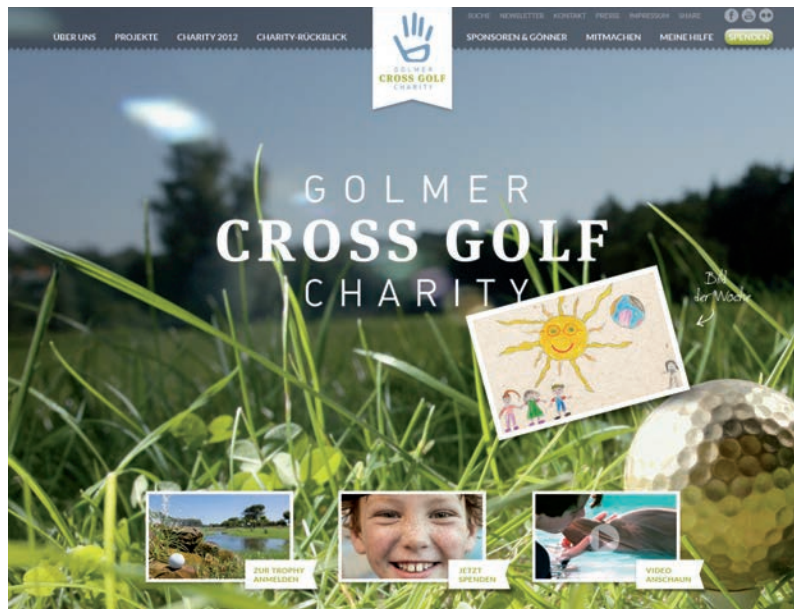 SUCHE NEWSLETTER KONTAKT PRESSE IMPRESSUM SHARE
ÜBER UNS PROJEKTE CHARITY 2012 CHARITY-RÜCKBLICK SPONSOREN & GÖNNER MITMACHEN MEINE HILFE SPENDEN
GOLMER
CROSS GOLF
CHARITY
GOLMER
CROSS GOLF
CHARITY
Bild
der Woche
ZUR TROPHY
ANMELDEN
JETZT
SPENDEN
VIDEO
ANSCHAUN